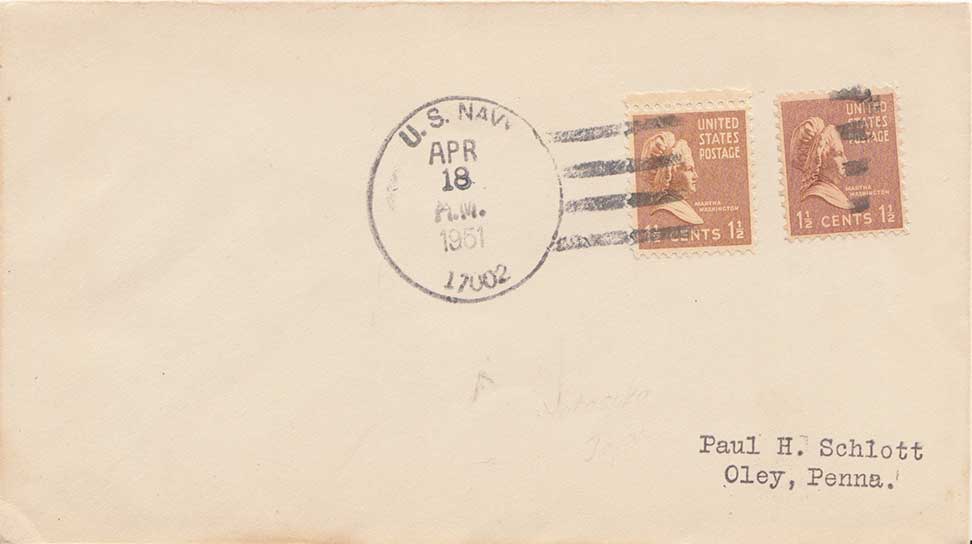 U. S. NAVY
APR
18
A.M.
1951
17002
UNITED
STATES
POSTAGE
MARTHA
WASHINGTON
1½ CENTS 1½
UNITED
STATES
POSTAGE
MARTHA
WASHINGTON
1½ CENTS 1½
Paul H. Schlott
Oley, Penna.